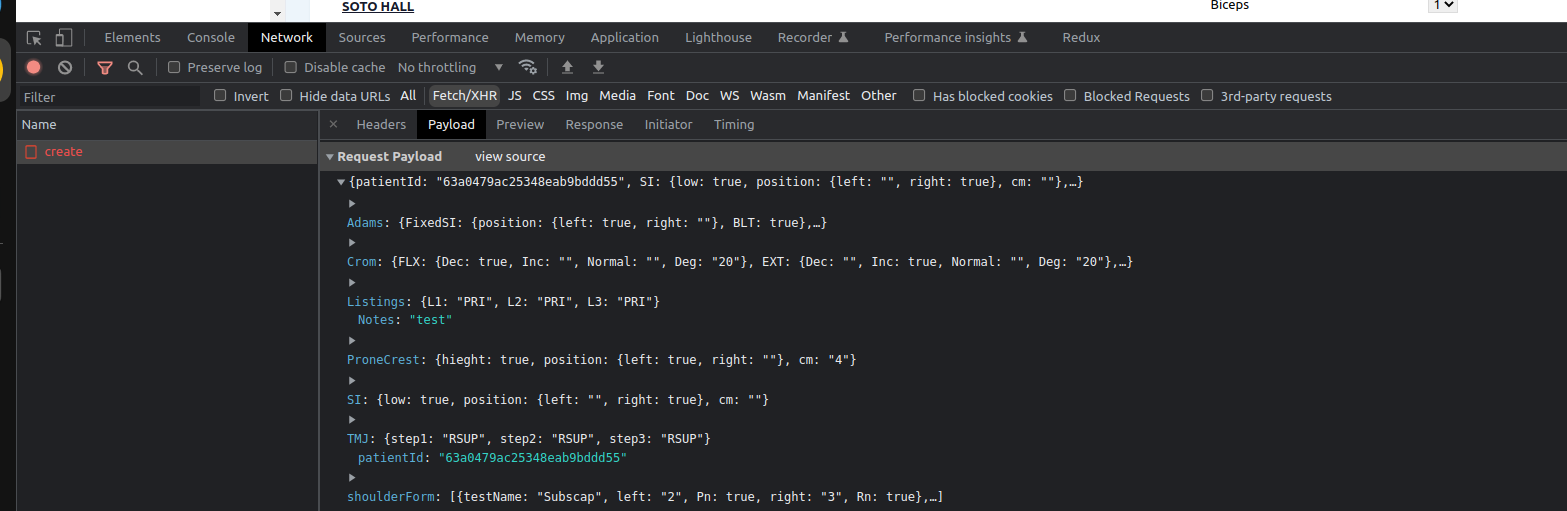 SOTO HALL
Biceps
1
Elements Console Network Sources Performance Memory Application Lighthouse Recorder Performance insights Redux
Preserve log Disable cache No throttling
Filter Invert Hide data URLs All Fetch/XHR JS CSS Img Media Font Doc WS Wasm Manifest Other Has blocked cookies Blocked Requests 3rd-party requests
Name
create
× Headers Payload Preview Response Initiator Timing
Request Payload view source
{patientId: "63a0479ac25348eab9bddd55", SI: {low: true, position: {left: "", right: true}, cm: ""},…}
Adams: {FixedSI: {position: {left: true, right: ""}, BLT: true},…}
Crom: {FLX: {Dec: true, Inc: "", Normal: "", Deg: "20"}, EXT: {Dec: "", Inc: true, Normal: "", Deg: "20"},…}
Listings: {L1: "PRI", L2: "PRI", L3: "PRI"}
Notes: "test"
ProneCrest: {hieght: true, position: {left: true, right: ""}, cm: "4"}
SI: {low: true, position: {left: "", right: true}, cm: ""}
TMJ: {step1: "RSUP", step2: "RSUP", step3: "RSUP"}
patientId: "63a0479ac25348eab9bddd55"
shoulderForm: [{testName: "Subscap", left: "2", Pn: true, right: "3", Rn: true},…]